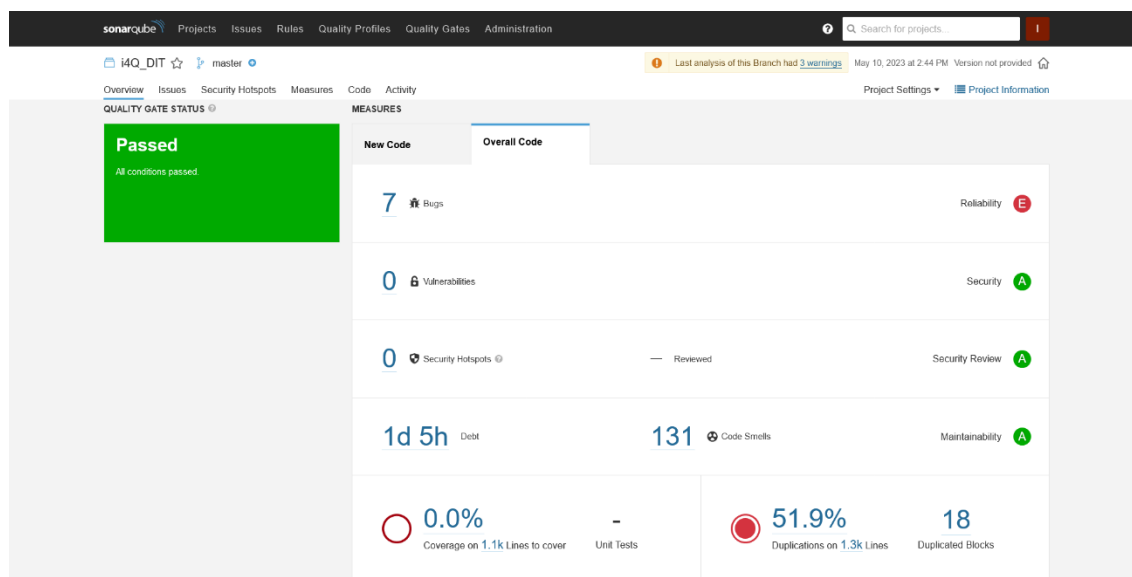 sonarqube Projects Issues Rules Quality Profiles Quality Gates Administration ? Search for projects... I
i4Q_DIT master Last analysis of this Branch had 3 warnings May 10, 2023 at 2:44 PM Version not provided
Overview Issues Security Hotspots Measures Code Activity Project Settings Project Information
QUALITY GATE STATUS ? MEASURES
Passed
All conditions passed.
New Code Overall Code
7 Bugs Reliability E
0 Vulnerabilities Security A
0 Security Hotspots ? — Reviewed Security Review A
1d 5h Debt 131 Code Smells Maintainability A
0.0% - 51.9% 18
Coverage on 1.1k Lines to cover Unit Tests Duplications on 1.3k Lines Duplicated Blocks